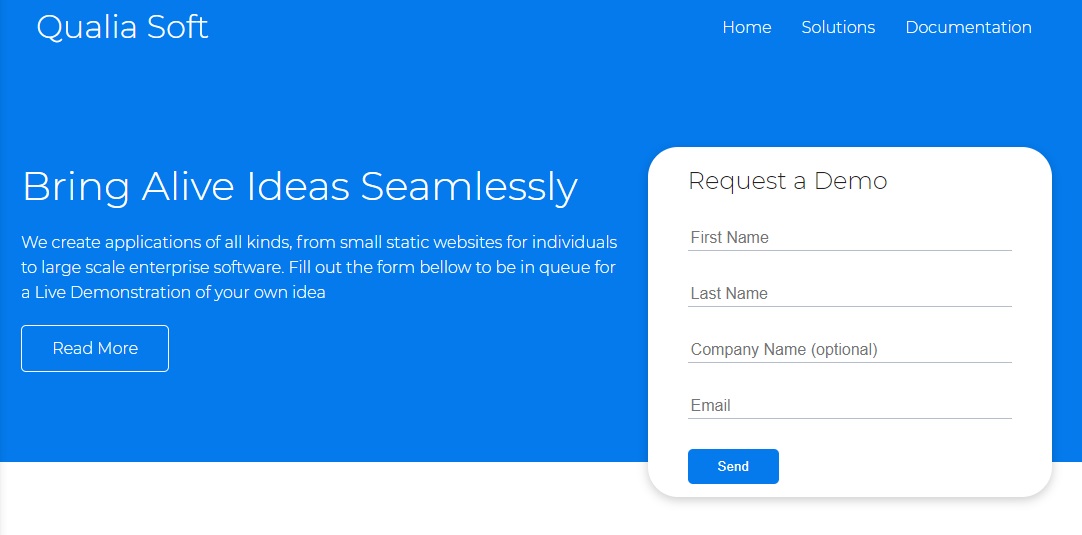 Qualia Soft
Home
Solutions
Documentation
Bring Alive Ideas Seamlessly
We create applications of all kinds, from small static websites for individuals
to large scale enterprise software. Fill out the form bellow to be in queue for
a Live Demonstration of your own idea
Read More
Request a Demo
First Name
Last Name
Company Name (optional)
Email
Send